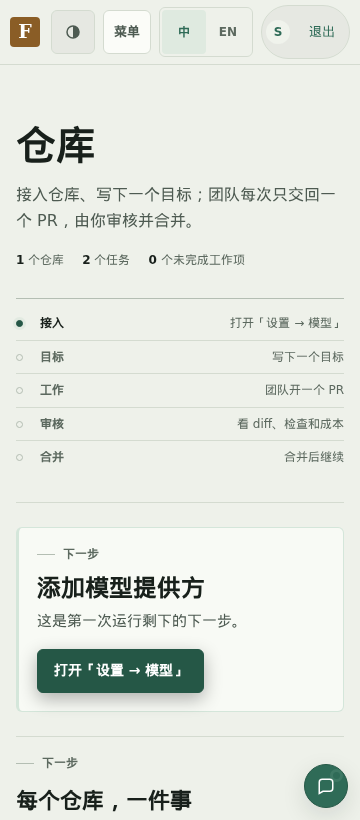 F 菜单 中 EN S 退出
仓库
接入仓库、写下一个目标；团队每次只交回一
个 PR，由你审核并合并。
1 个仓库 2 个任务 0 个未完成工作项
接入 打开「设置 → 模型」
目标 写下一个目标
工作 团队开一个 PR
审核 看 diff、检查和成本
合并 合并后继续
下一步
添加模型提供方
这是第一次运行剩下的下一步。
打开「设置 → 模型」
下一步
每个仓库，一件事